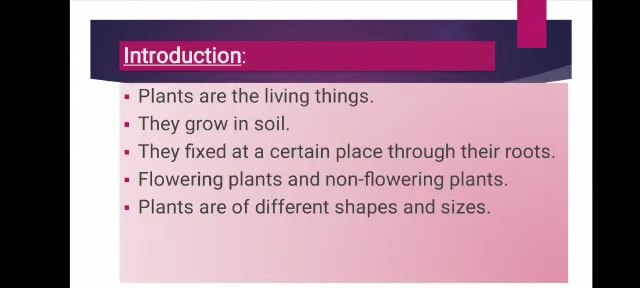 Introduction:
▪ Plants are the living things.
▪ They grow in soil.
▪ They fixed at a certain place through their roots.
▪ Flowering plants and non-flowering plants.
▪ Plants are of different shapes and sizes.